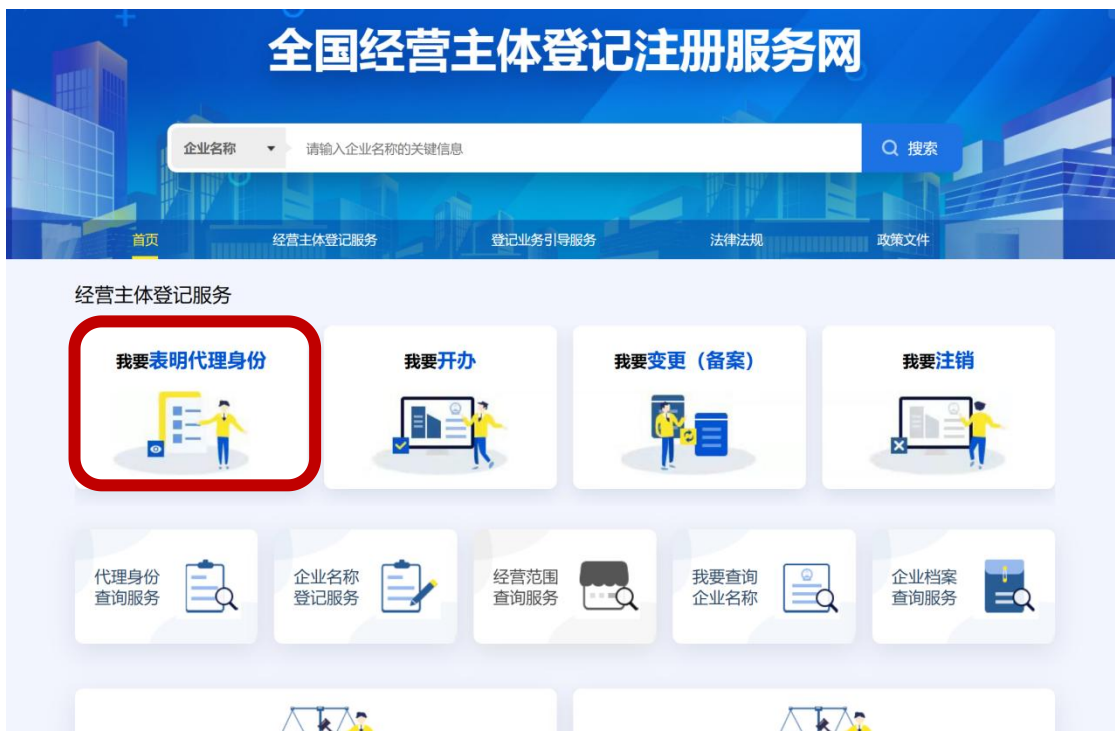 全国经营主体登记注册服务网
企业名称 请输入企业名称的关键信息 搜索
首页 经营主体登记服务 登记业务引导服务 法律法规 政策文件
经营主体登记服务
我要表明代理身份 我要开办 我要变更（备案） 我要注销
代理身份
查询服务
企业名称
登记服务
经营范围
查询服务
我要查询
企业名称
企业档案
查询服务